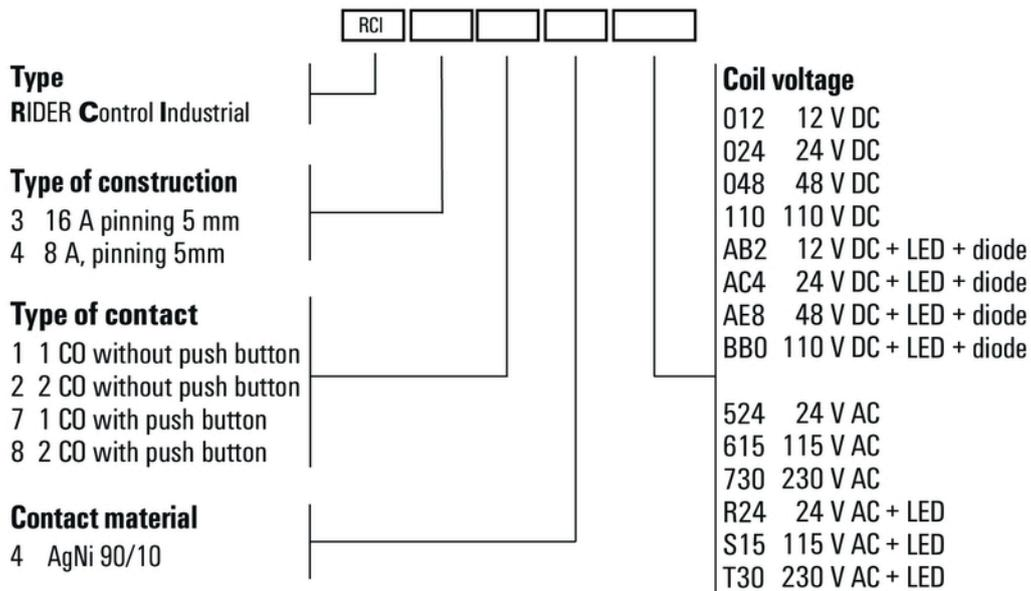 RCI
Type
RIDER Control Industrial
Type of construction
3 16 A pinning 5 mm
4 8 A, pinning 5mm
Type of contact
1 1 CO without push button
2 2 CO without push button
7 1 CO with push button
8 2 CO with push button
Contact material
4 AgNi 90/10
Coil voltage
012 12 V DC
024 24 V DC
048 48 V DC
110 110 V DC
AB2 12 V DC + LED + diode
AC4 24 V DC + LED + diode
AE8 48 V DC + LED + diode
BB0 110 V DC + LED + diode
524 24 V AC
615 115 V AC
730 230 V AC
R24 24 V AC + LED
S15 115 V AC + LED
T30 230 V AC + LED